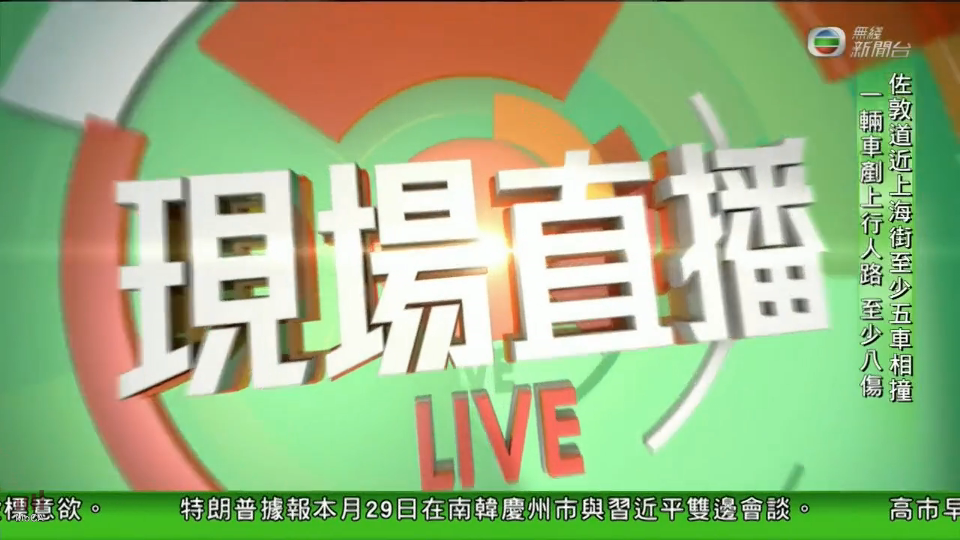 無綫
新聞台
佐敦道近上海街至少五車相撞
一輛車剷上行人路 至少八傷
現場直播
LIVE
標意欲。 特朗普據報本月29日在南韓慶州市與習近平雙邊會談。 高市早